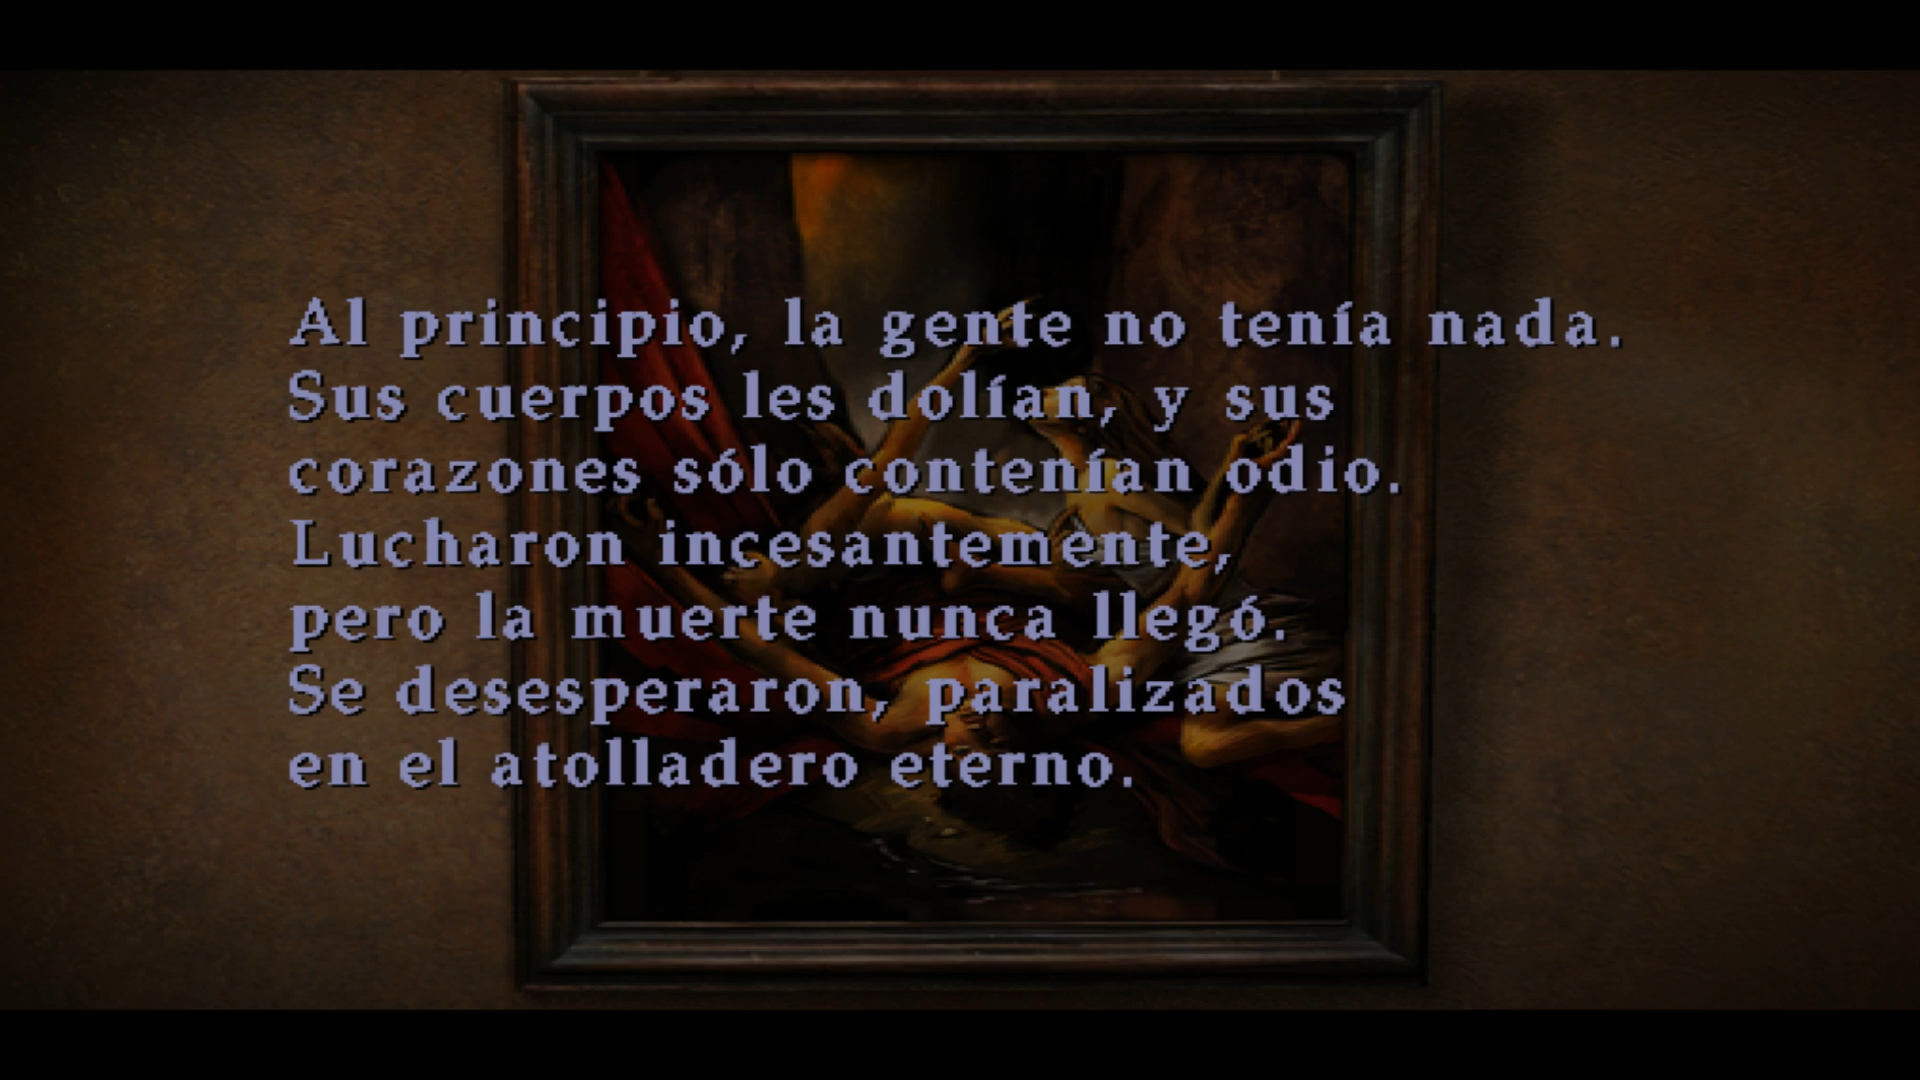 Al principio, la gente no tenía nada.
Sus cuerpos les dolían, y sus
corazones sólo contenían odio.
Lucharon incesantemente,
pero la muerte nunca llegó.
Se desesperaron, paralizados
en el atolladero eterno.